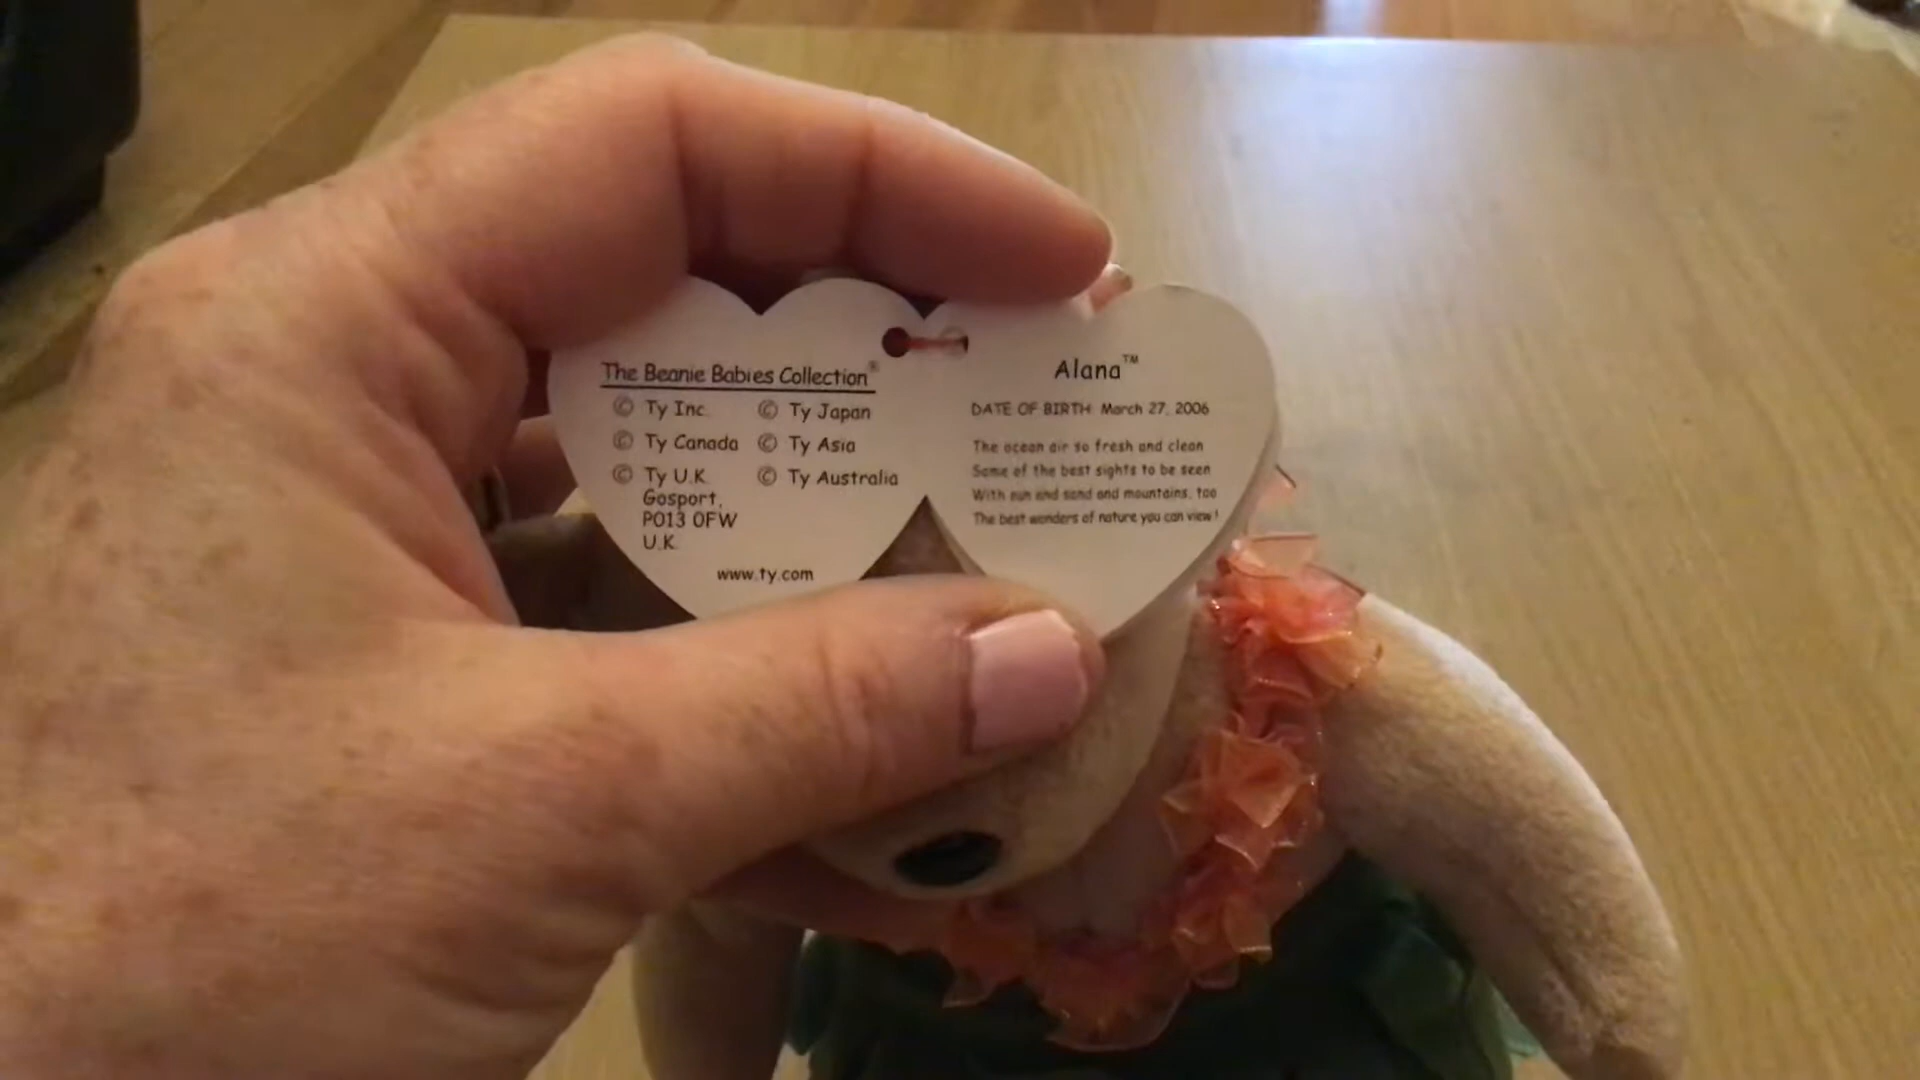 The Beanie Babies Collection®
© Ty Inc. © Ty Japan
© Ty Canada © Ty Asia
© Ty U.K. © Ty Australia
Gosport,
PO13 0FW
U.K.
www.ty.com
Alana™
DATE OF BIRTH: March 27, 2006
The ocean air so fresh and clean
Some of the best sights to be seen
With sun and sand and mountains, too
The best wonders of nature you can view!